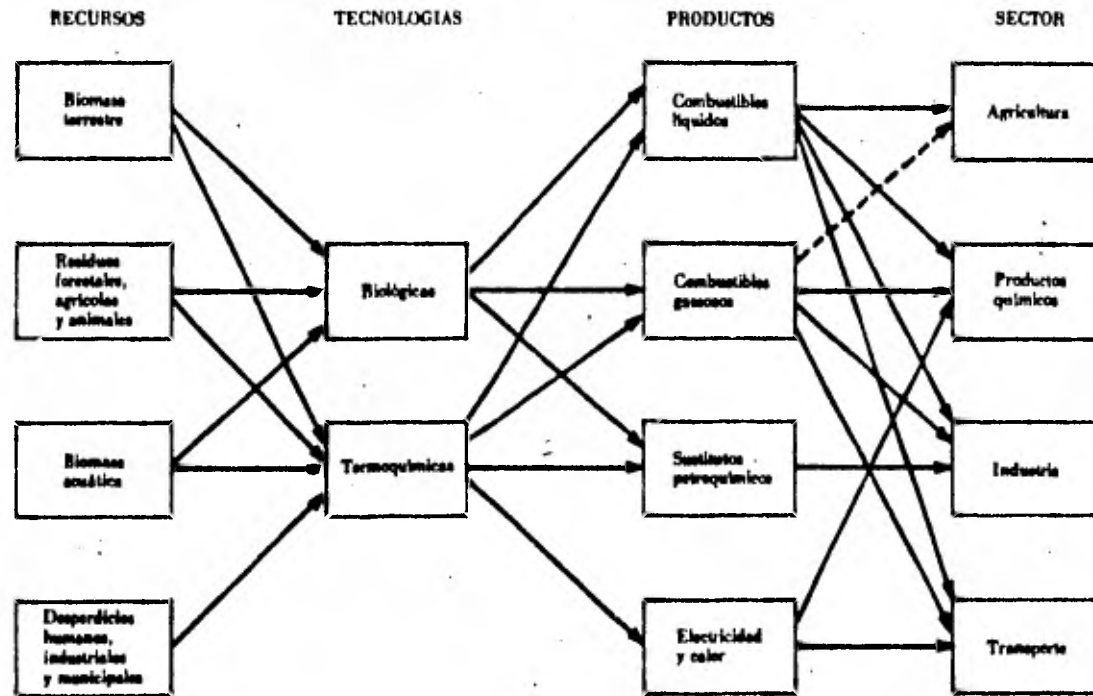 RECURSOS
TECNOLOGIAS
PRODUCTOS
SECTOR
Biomasa
terrestre
Combustibles
líquidos
Agricultura
Residuos
forestales,
agrícolas
y animales
Biológicas
Combustibles
gaseosos
Productos
químicos
Biomasa
acuática
Termoquímicas
Sustitutos
petroquímicos
Industria
Desperdicios
humanos,
industriales
y municipales
Electricidad
y calor
Transporte